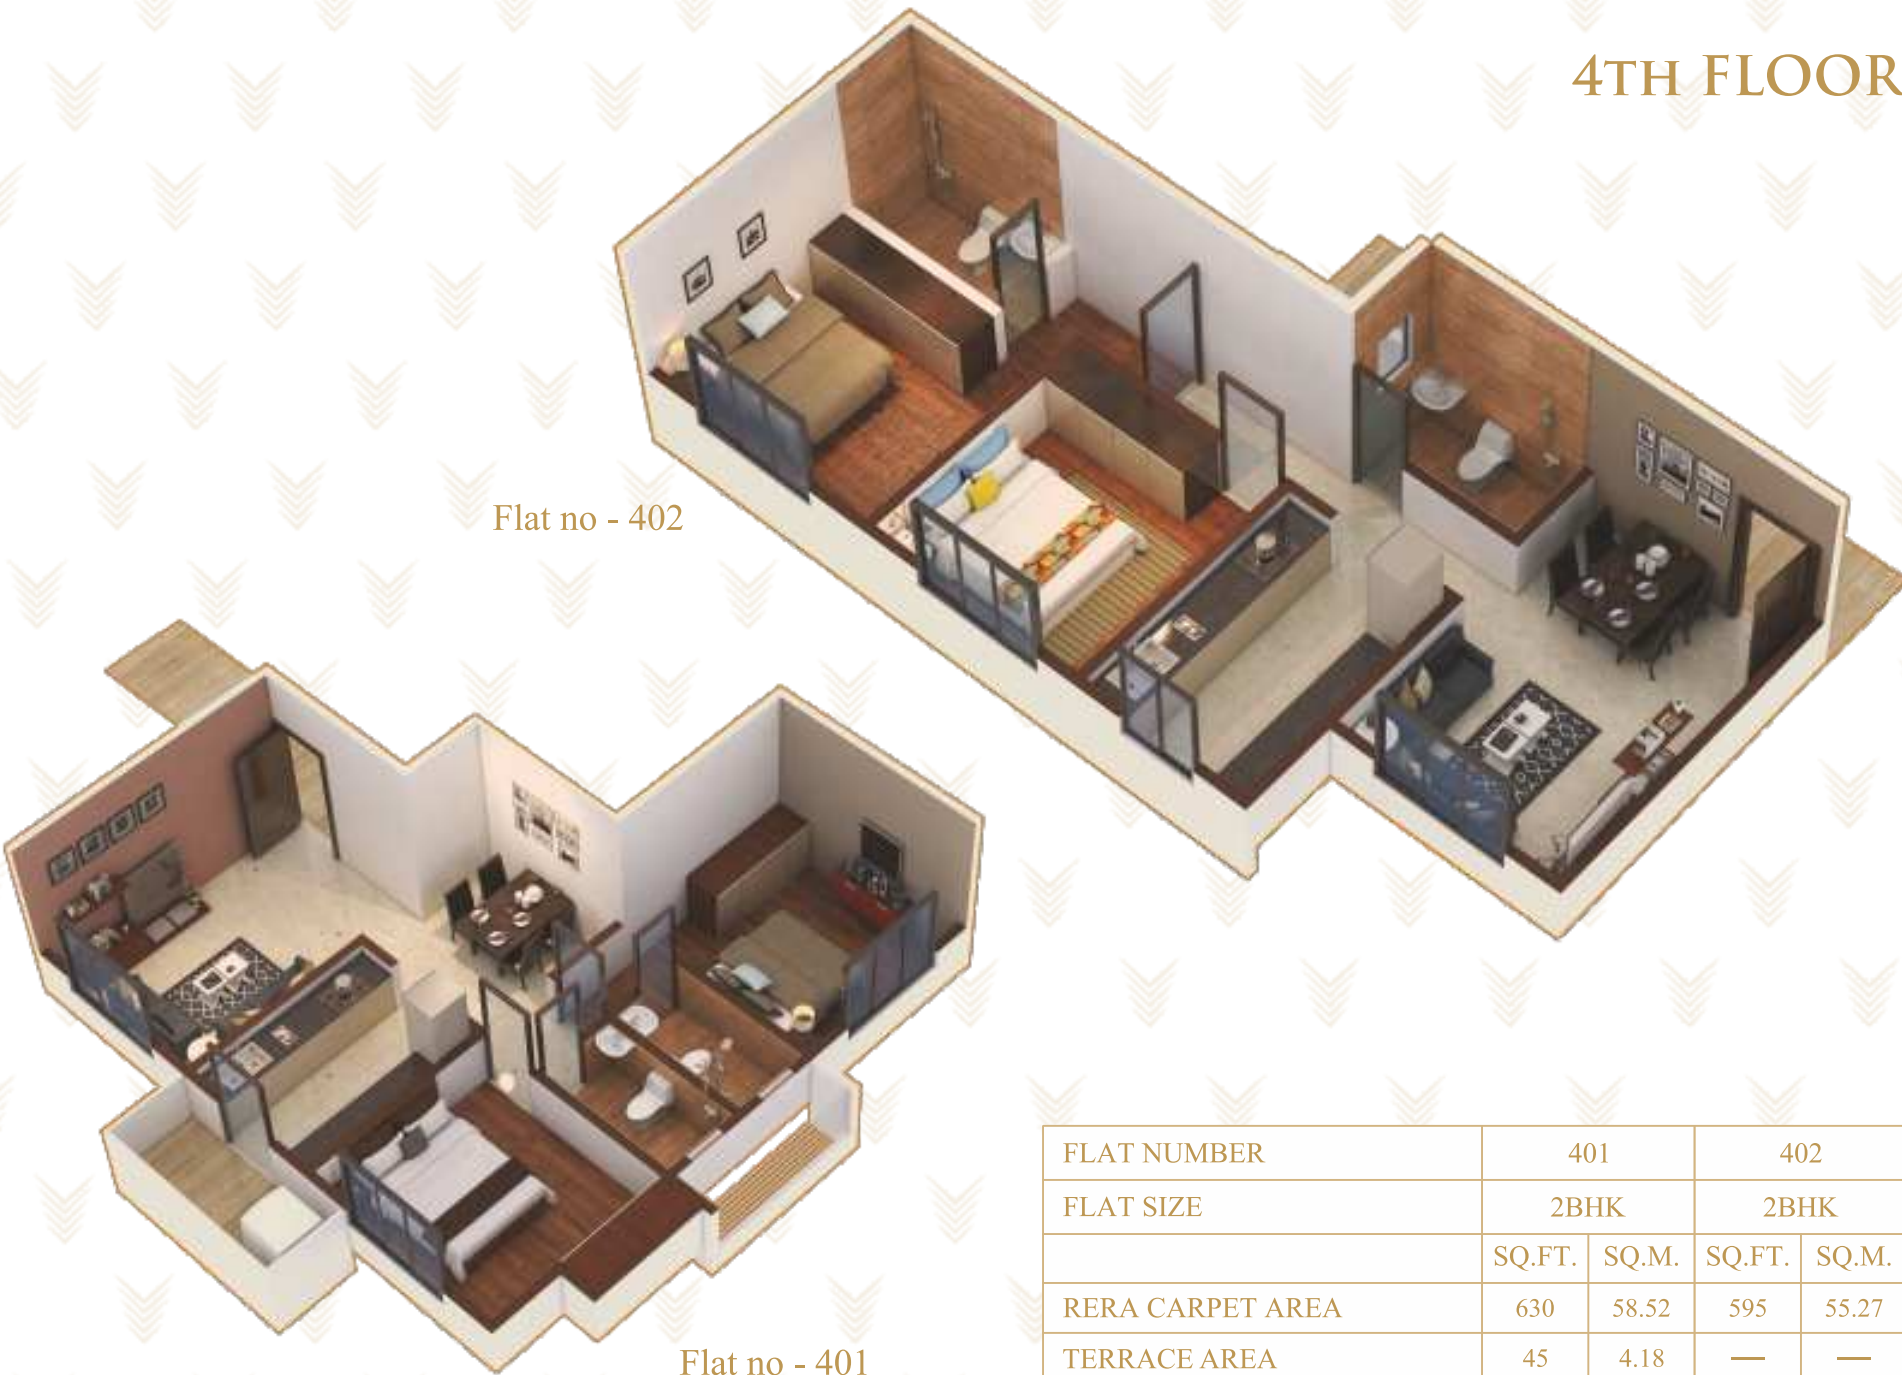 4TH FLOOR
Flat no - 402
Flat no - 401
FLAT NUMBER 401 402
FLAT SIZE 2BHK 2BHK
SQ.FT. SQ.M. SQ.FT. SQ.M.
RERA CARPET AREA 630 58.52 595 55.27
TERRACE AREA 45 4.18 — —